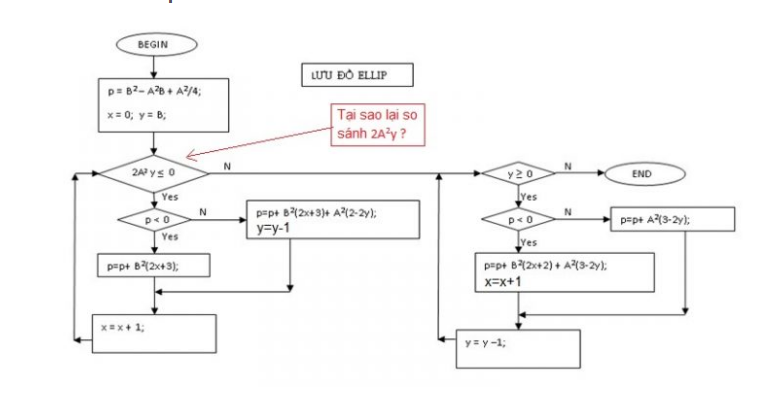 BEGIN
LƯU ĐỒ ELLIP
p = B²– A²B + A²/4;
x = 0; y = B;
Tại sao lại so
sánh 2A²y ?
2A² y ≤ 0
N
Yes
p < 0
N
Yes
p=p+ B²(2x+3)+ A²(2-2y);
y=y-1
p=p+ B²(2x+3);
x = x + 1;
y ≥ 0
N
END
Yes
p < 0
N
Yes
p=p+ A²(3-2y);
p=p+ B²(2x+2) + A²(3-2y);
x=x+1
y = y –1;